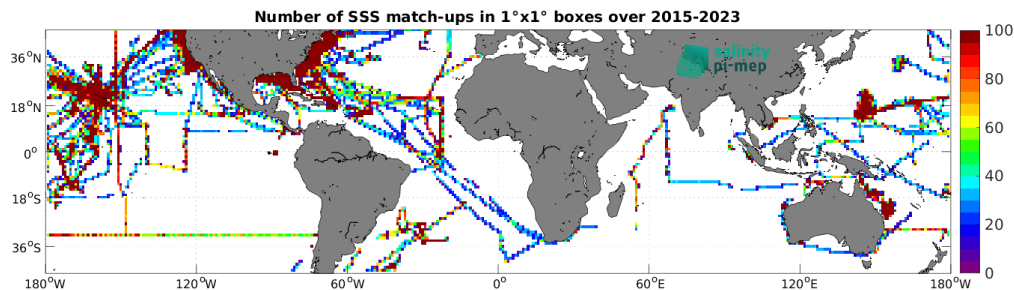 Number of SSS match-ups in 1°x1° boxes over 2015-2023
salinity
pi-mep
36°N
18°N
0°
18°S
36°S
180°W
120°W
60°W
0°
60°E
120°E
180°W
100
80
60
40
20
0